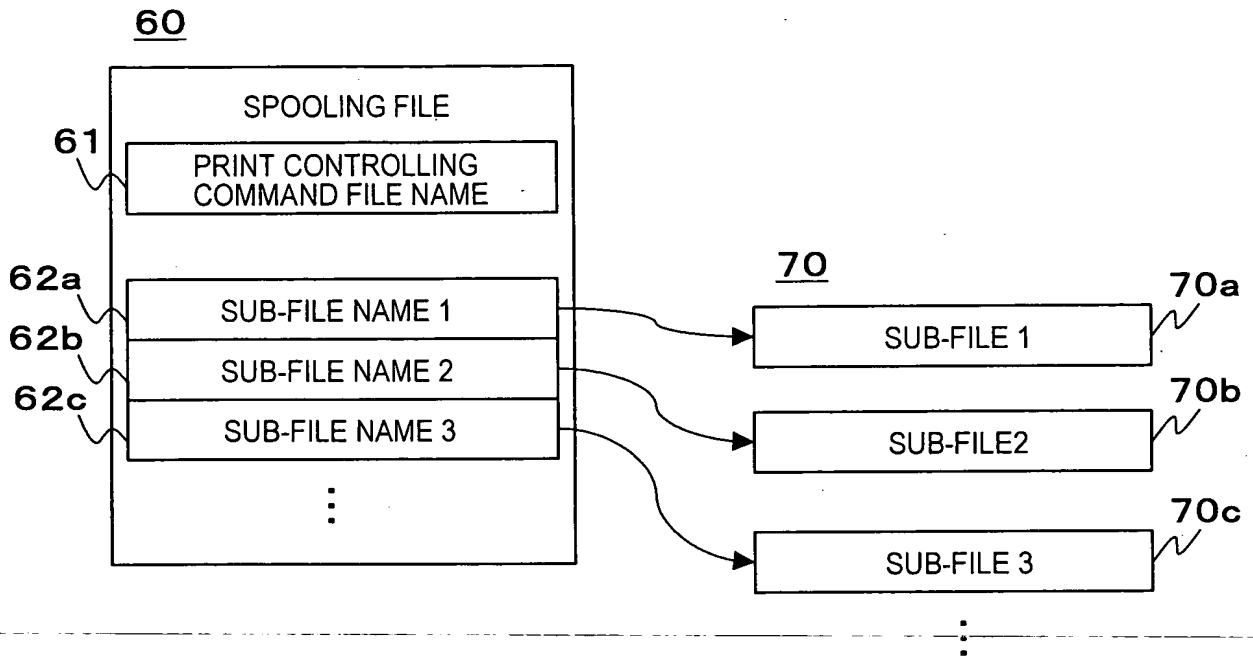 60
SPOOLING FILE
61
PRINT CONTROLLING
COMMAND FILE NAME
62a
SUB-FILE NAME 1
62b
SUB-FILE NAME 2
62c
SUB-FILE NAME 3
70
70a
SUB-FILE 1
70b
SUB-FILE2
70c
SUB-FILE 3